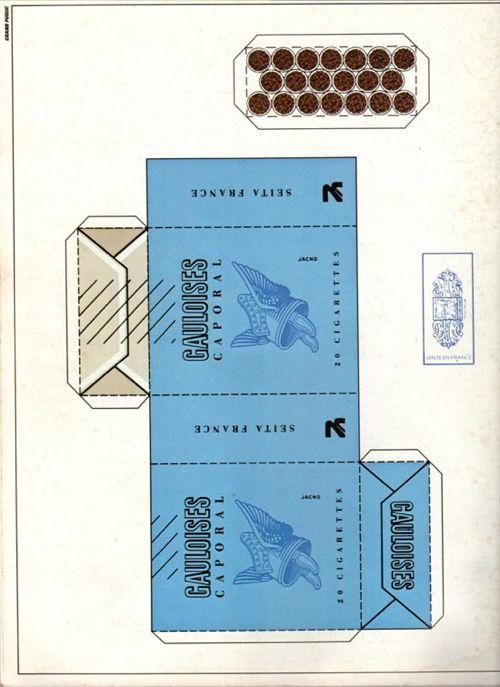 GRAND PUBLIC
SEITA FRANCE
GAULOISES
CAPORAL
JACNO
20 CIGARETTES
VENTE EN FRANCE
SEITA FRANCE
GAULOISES
CAPORAL
JACNO
20 CIGARETTES
GAULOISES